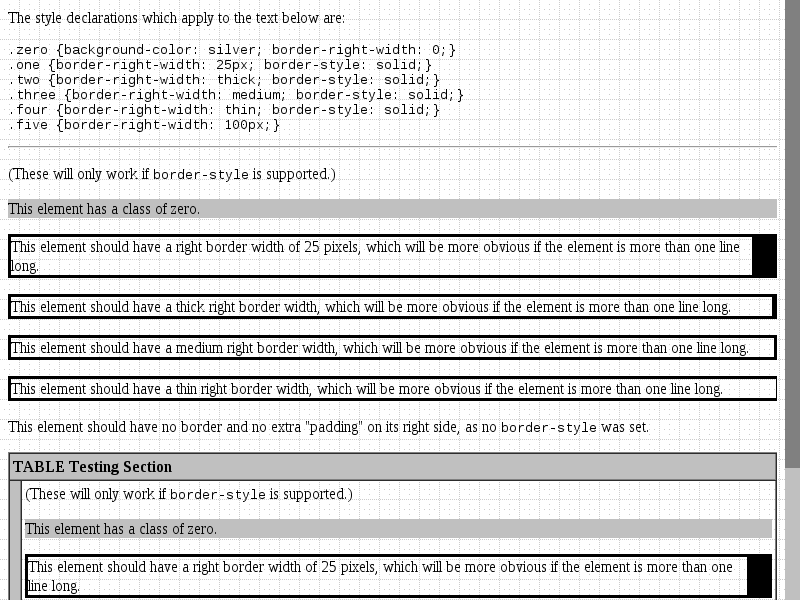 The style declarations which apply to the text below are:
.zero {background-color: silver; border-right-width: 0;}
.one {border-right-width: 25px; border-style: solid;}
.two {border-right-width: thick; border-style: solid;}
.three {border-right-width: medium; border-style: solid;}
.four {border-right-width: thin; border-style: solid;}
.five {border-right-width: 100px;}
(These will only work if border-style is supported.)
This element has a class of zero.
This element should have a right border width of 25 pixels, which will be more obvious if the element is more than one line
long.
This element should have a thick right border width, which will be more obvious if the element is more than one line long.
This element should have a medium right border width, which will be more obvious if the element is more than one line long.
This element should have a thin right border width, which will be more obvious if the element is more than one line long.
This element should have no border and no extra "padding" on its right side, as no border-style was set.
TABLE Testing Section
(These will only work if border-style is supported.)
This element has a class of zero.
This element should have a right border width of 25 pixels, which will be more obvious if the element is more than one
line long.